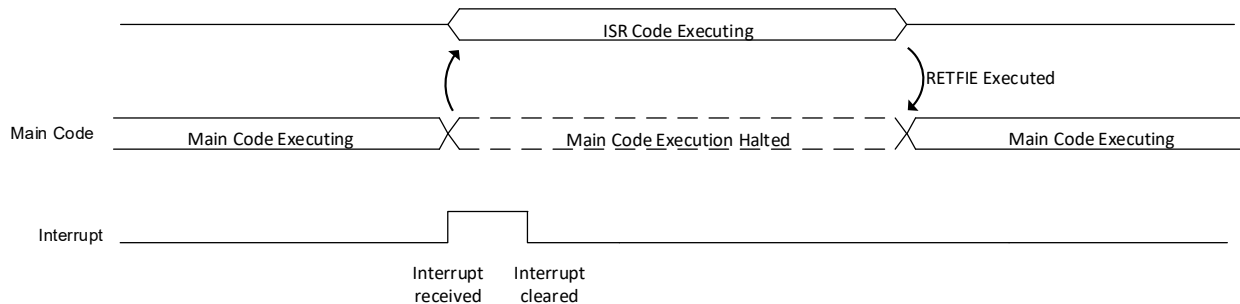 ISR Code Executing
RETFIE Executed
Main Code
Main Code Executing
Main Code Execution Halted
Main Code Executing
Interrupt
Interrupt
received
Interrupt
cleared